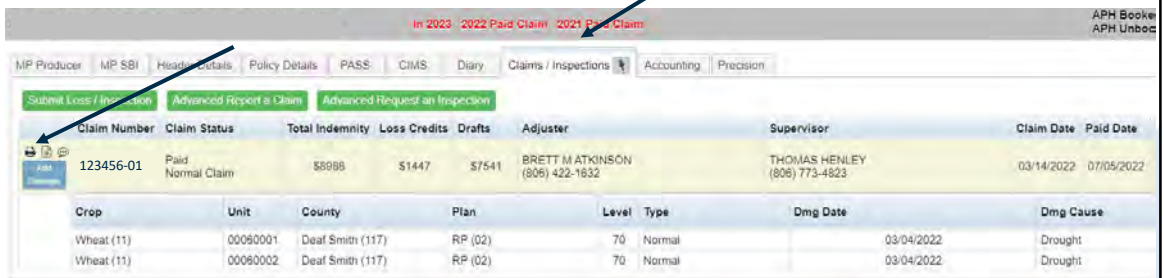 In 2023 2022 Paid Claim 2021 Paid Claim
APH Booke
APH Unboo
MP Producer MP SBI Header Details Policy Details PASS CIMS Diary Claims / Inspections Accounting Precision
Submit Loss / Inspection Advanced Report a Claim Advanced Request an Inspection
Claim Number Claim Status Total Indemnity Loss Credits Drafts Adjuster Supervisor Claim Date Paid Date
123456-01 Paid $8988 $1447 $7541 BRETT M ATKINSON THOMAS HENLEY 03/14/2022 07/05/2022
Add Normal Claim (806) 422-1632 (806) 773-4823
Crop Unit County Plan Level Type Dmg Date Dmg Cause
Wheat (11) 00060001 Deaf Smith (117) RP (02) 70 Normal 03/04/2022 Drought
Wheat (11) 00060002 Deaf Smith (117) RP (02) 70 Normal 03/04/2022 Drought